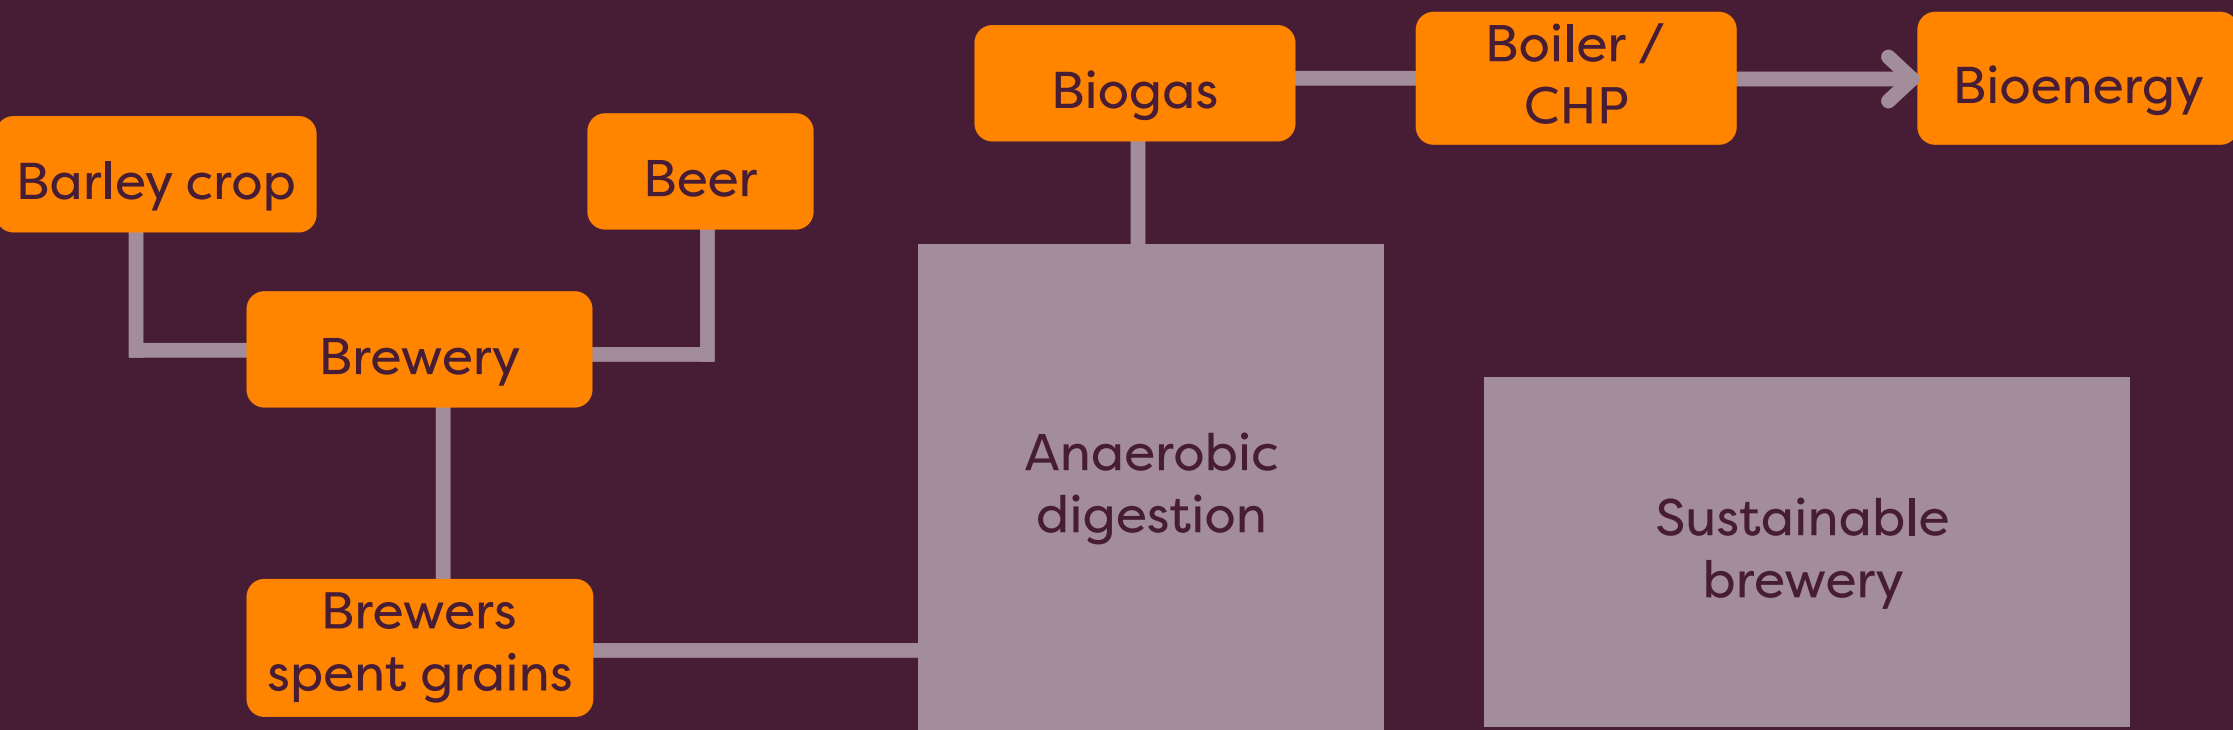 Barley crop
Beer
Brewery
Brewers
spent grains
Biogas
Boiler /
CHP
Bioenergy
Anaerobic
digestion
Sustainable
brewery